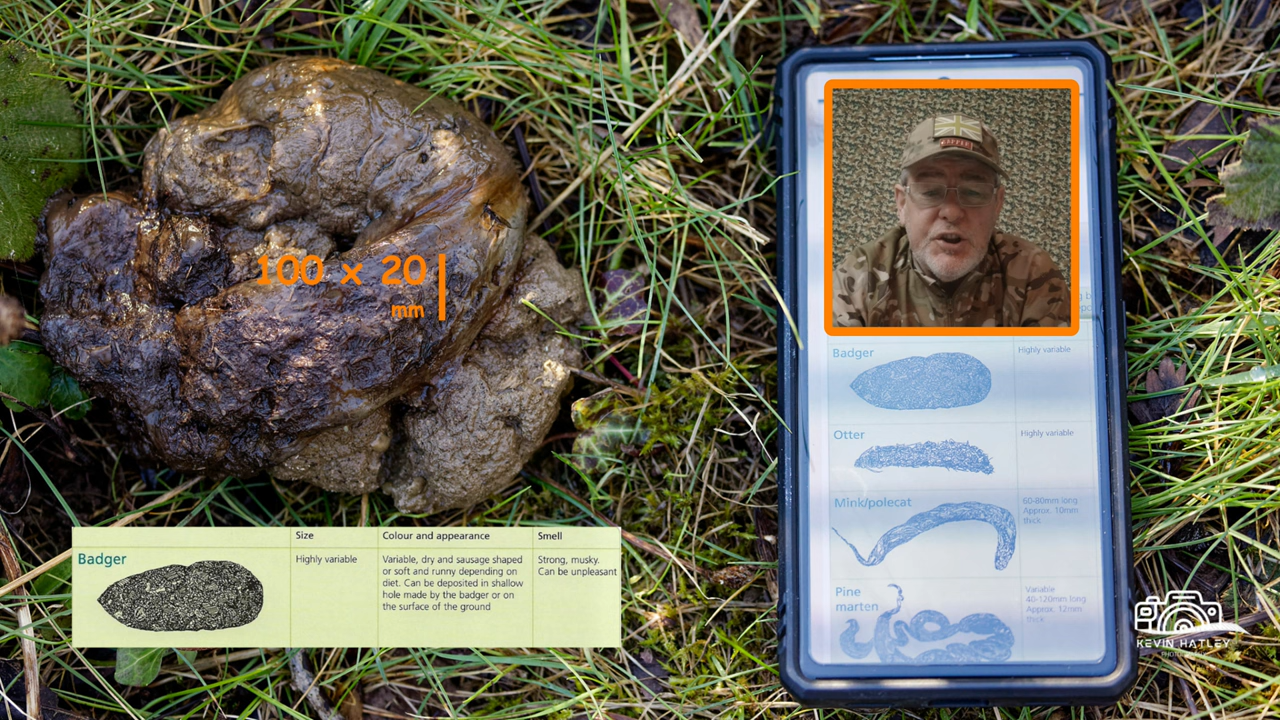 100 x 20
mm
Size
Colour and appearance
Smell
Badger
Highly variable
Variable, dry and sausage shaped
or soft and runny depending on
diet. Can be deposited in shallow
hole made by the badger or on
the surface of the ground
Strong, musky.
Can be unpleasant
Badger
Highly variable
Otter
Highly variable
Mink/polecat
60-80mm long
Approx. 10mm
thick
Pine
marten
Variable
40-120mm long
Approx. 12mm
thick
KEVIN HATLEY